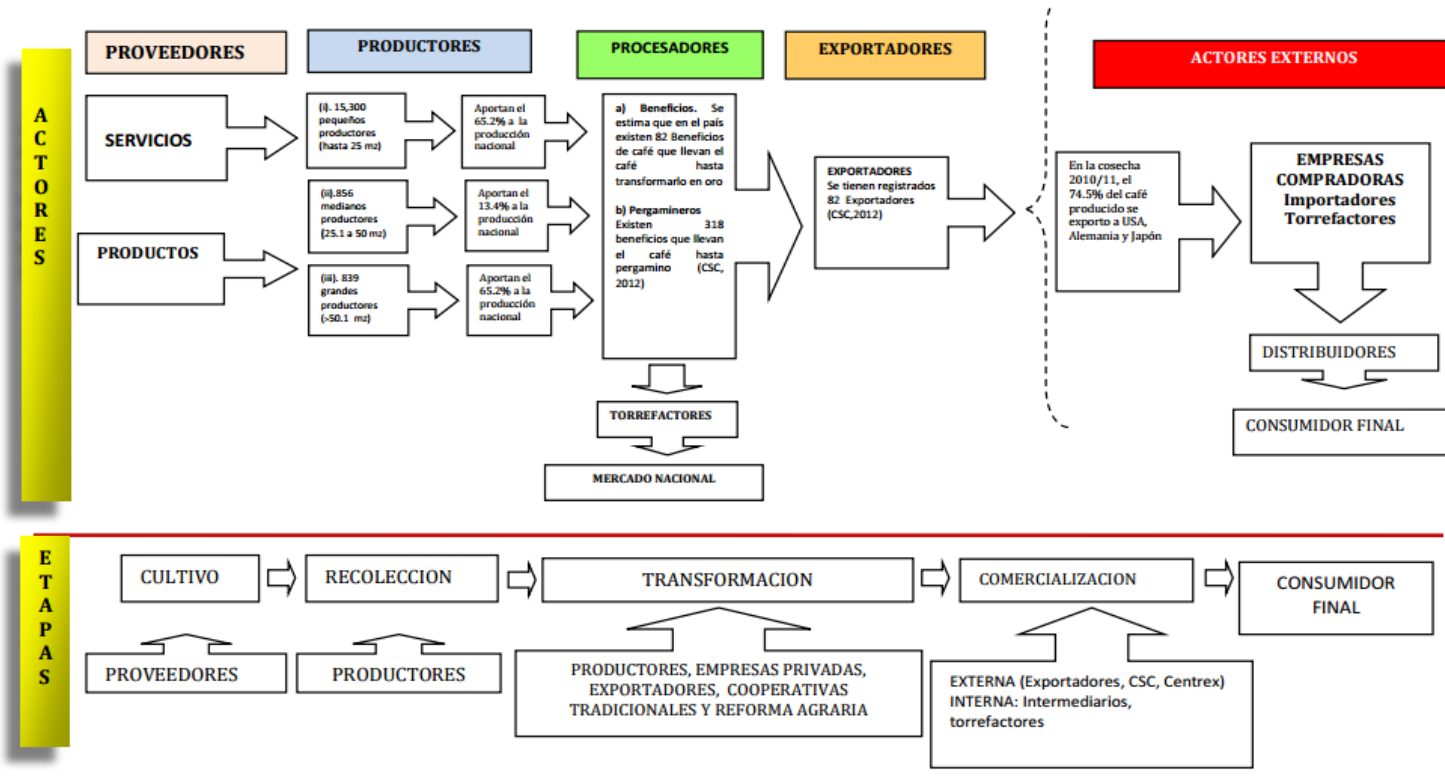 ACTORES
PROVEEDORES
PRODUCTORES
PROCESADORES
EXPORTADORES
ACTORES EXTERNOS
SERVICIOS
PRODUCTOS
(i). 15,300
pequeños
productores
(hasta 25 mz)
Aportan el
65.2% a la
producción
nacional
(ii).856
medianos
productores
(25.1 a 50 mz)
Aportan el
13.4% a la
producción
nacional
(iii). 839
grandes
productores
(>50.1 mz)
Aportan el
65.2% a la
producción
nacional
a) Beneficios. Se
estima que en el país
existen 82 Beneficios
de café que llevan el
café hasta
transformarlo en oro
b) Pergamineros
Existen 318
beneficios que llevan
el café hasta
pergamino (CSC,
2012)
TORREFACTORES
MERCADO NACIONAL
EXPORTADORES
Se tienen registrados
82 Exportadores
(CSC,2012)
En la cosecha
2010/11, el
74.5% del café
producido se
exporto a USA,
Alemania y Japón
EMPRESAS
COMPRADORAS
Importadores
Torrefactores
DISTRIBUIDORES
CONSUMIDOR FINAL
ETAPAS
CULTIVO
RECOLECCION
TRANSFORMACION
COMERCIALIZACION
CONSUMIDOR
FINAL
PROVEEDORES
PRODUCTORES
PRODUCTORES, EMPRESAS PRIVADAS,
EXPORTADORES, COOPERATIVAS
TRADICIONALES Y REFORMA AGRARIA
EXTERNA (Exportadores, CSC, Centrex)
INTERNA: Intermediarios,
torrefactores